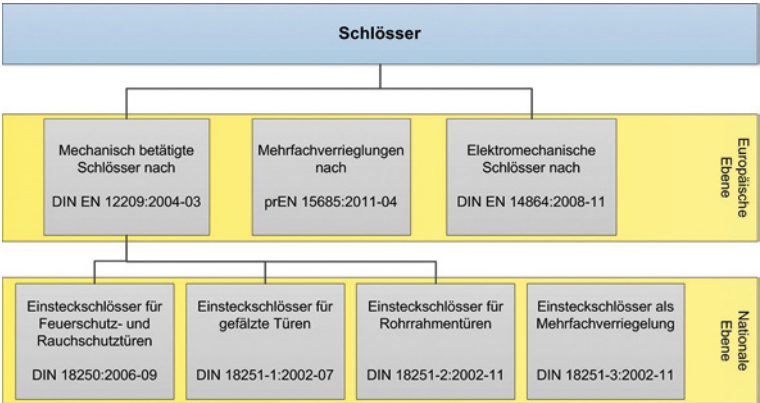 Schlösser
Mechanisch betätigte
Schlösser nach
DIN EN 12209:2004-03
Mehrfachverrieglungen
nach
prEN 15685:2011-04
Elektromechanische
Schlösser nach
DIN EN 14864:2008-11
Europäische
Ebene
Einsteckschlösser für
Feuerschutz- und
Rauchschutztüren
DIN 18250:2006-09
Einsteckschlösser für
gefälzte Türen
DIN 18251-1:2002-07
Einsteckschlösser für
Rohrrahmentüren
DIN 18251-2:2002-11
Einsteckschlösser als
Mehrfachverriegelung
DIN 18251-3:2002-11
Nationale
Ebene